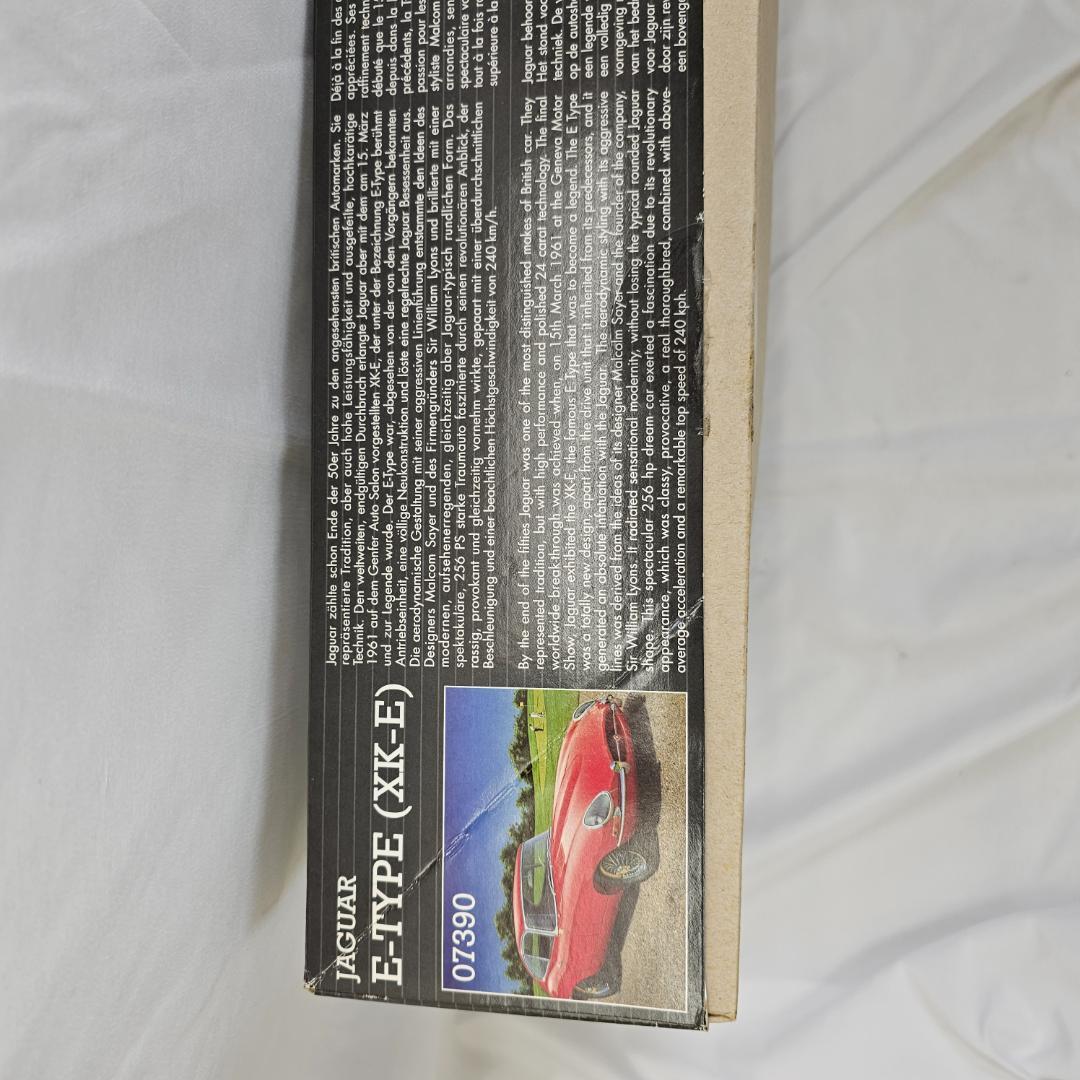 JAGUAR
E-TYPE (XK-E)
07390
Jaguar zählte schon Ende der 50er Jahre zu den angesehensten britischen Automarken. Sie
repräsentierte Tradition, aber auch hohe Leistungsfähigkeit und ausgefeilte, hochkarätige
Technik. Den weltweiten, endgültigen Durchbruch erlangte Jaguar aber mit dem am 15. März
1961 auf dem Genfer Auto Salon vorgestellten XK-E, der unter der Bezeichnung E-Type berühmt
und zur Legende wurde. Der E-Type war, abgesehen von der von den Vorgängern bekannten
Antriebseinheit, eine völlige Neukonstruktion und löste eine regelrechte Jaguar Besessenheit aus.
Die aerodynamische Gestaltung mit seiner aggressiven Linienführung entstammte den Ideen des
Designers Malcom Sayer und des Firmengründers Sir William Lyons und brillierte mit einer
modernen, aufsehenerregenden, gleichzeitig aber Jaguar-typisch rundlichen Form. Das
spektakuläre, 256 PS starke Traumauto faszinierte durch seinen revolutionären Anblick, der
rassig, provokant und gleichzeitig vornehm wirkte, gepaart mit einer überdurchschnittlichen
Beschleunigung und einer beachtlichen Höchstgeschwindigkeit von 240 km/h.
By the end of the fifties Jaguar was one of the most distinguished makes of British car. They
represented tradition, but with high performance and polished 24 carat technology. The final
worldwide breakthrough was achieved when, on 15th March 1961 at the Geneva Motor
Show, Jaguar exhibited the XK-E, the famous E-Type that was to become a legend. The E Type
was a totally new design, apart from the drive unit that it inherited from its predecessors, and it
generated an absolute infatuation with the Jaguar. The aerodynamic styling with its aggressive
lines was derived from the ideas of its designer Malcolm Sayer and the founder of the company,
Sir William Lyons. It radiated sensational modernity, without losing the typical rounded Jaguar
shape. This spectacular 256 hp dream car exerted a fascination due to its revolutionary
appearance, which was classy, provocative, a real thoroughbred, combined with above-
average acceleration and a remarkable top speed of 240 kph.
Déjà à la fin des
appréciées. Ses
raffinement techn
débuté que le
depuis dans la
précédents, la
passion pour les
styliste Malcom
arrondies, sen
spectaculaire
tout à la fois
supérieure à la
Jaguar behoor
Het stand voo
techniek. De
op de autosh
een legende
een volledig
vormgeving
van het bed
voor Jaguar
door zijn rev
een boveng